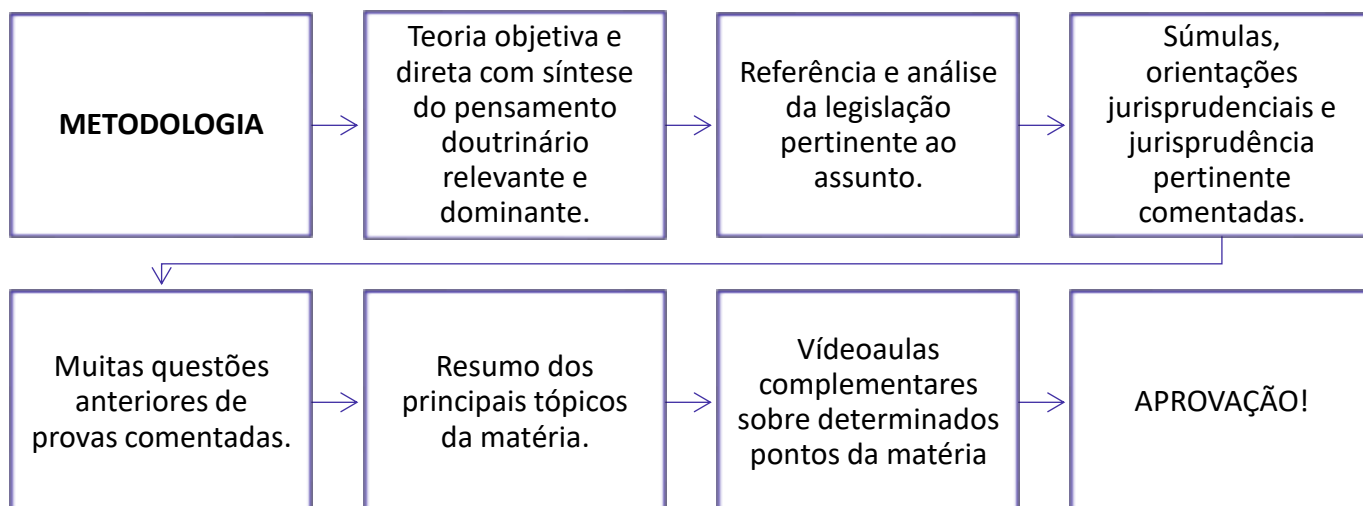 METODOLOGIA
Teoria objetiva e
direta com síntese
do pensamento
doutrinário
relevante e
dominante.
Referência e análise
da legislação
pertinente ao
assunto.
Súmulas,
orientações
jurisprudenciais e
jurisprudência
pertinente
comentadas.
Muitas questões
anteriores de
provas comentadas.
Resumo dos
principais tópicos
da matéria.
Vídeoaulas
complementares
sobre determinados
pontos da matéria
APROVAÇÃO!